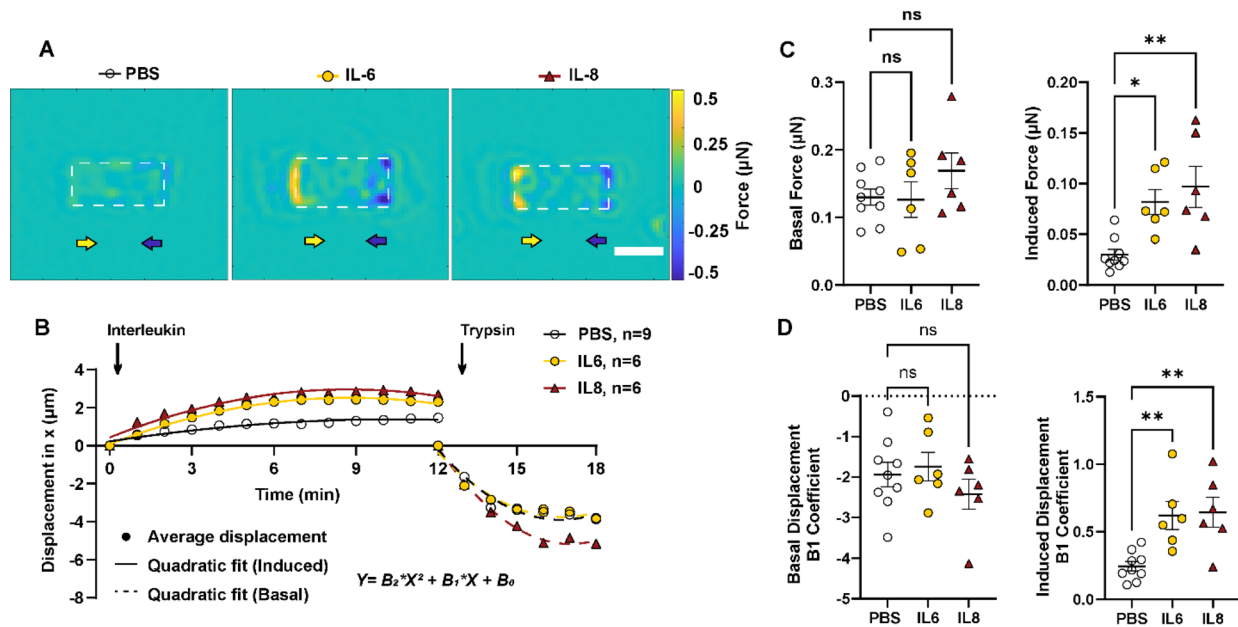 A
PBS
IL-6
IL-8
0.5
0.25
0
-0.25
-0.5
Force (µN)
B
Interleukin
Trypsin
PBS, n=9
IL6, n=6
IL8, n=6
Displacement in x (µm)
4
2
0
-2
-4
-6
-8
0
3
6
9
12
15
18
Time (min)
Average displacement
Quadratic fit (Induced)
Quadratic fit (Basal)
Y= B₂*X² + B₁*X + B₀
C
ns
ns
Basal Force (µN)
0.3
0.2
0.1
0.0
PBS
IL6
IL8
**
*
Induced Force (µN)
0.20
0.15
0.10
0.05
0.00
PBS
IL6
IL8
D
ns
ns
Basal Displacement
B1 Coefficient
0
-1
-2
-3
-4
-5
PBS
IL6
IL8
**
**
Induced Displacement
B1 Coefficient
1.5
1.0
0.5
0.0
PBS
IL6
IL8